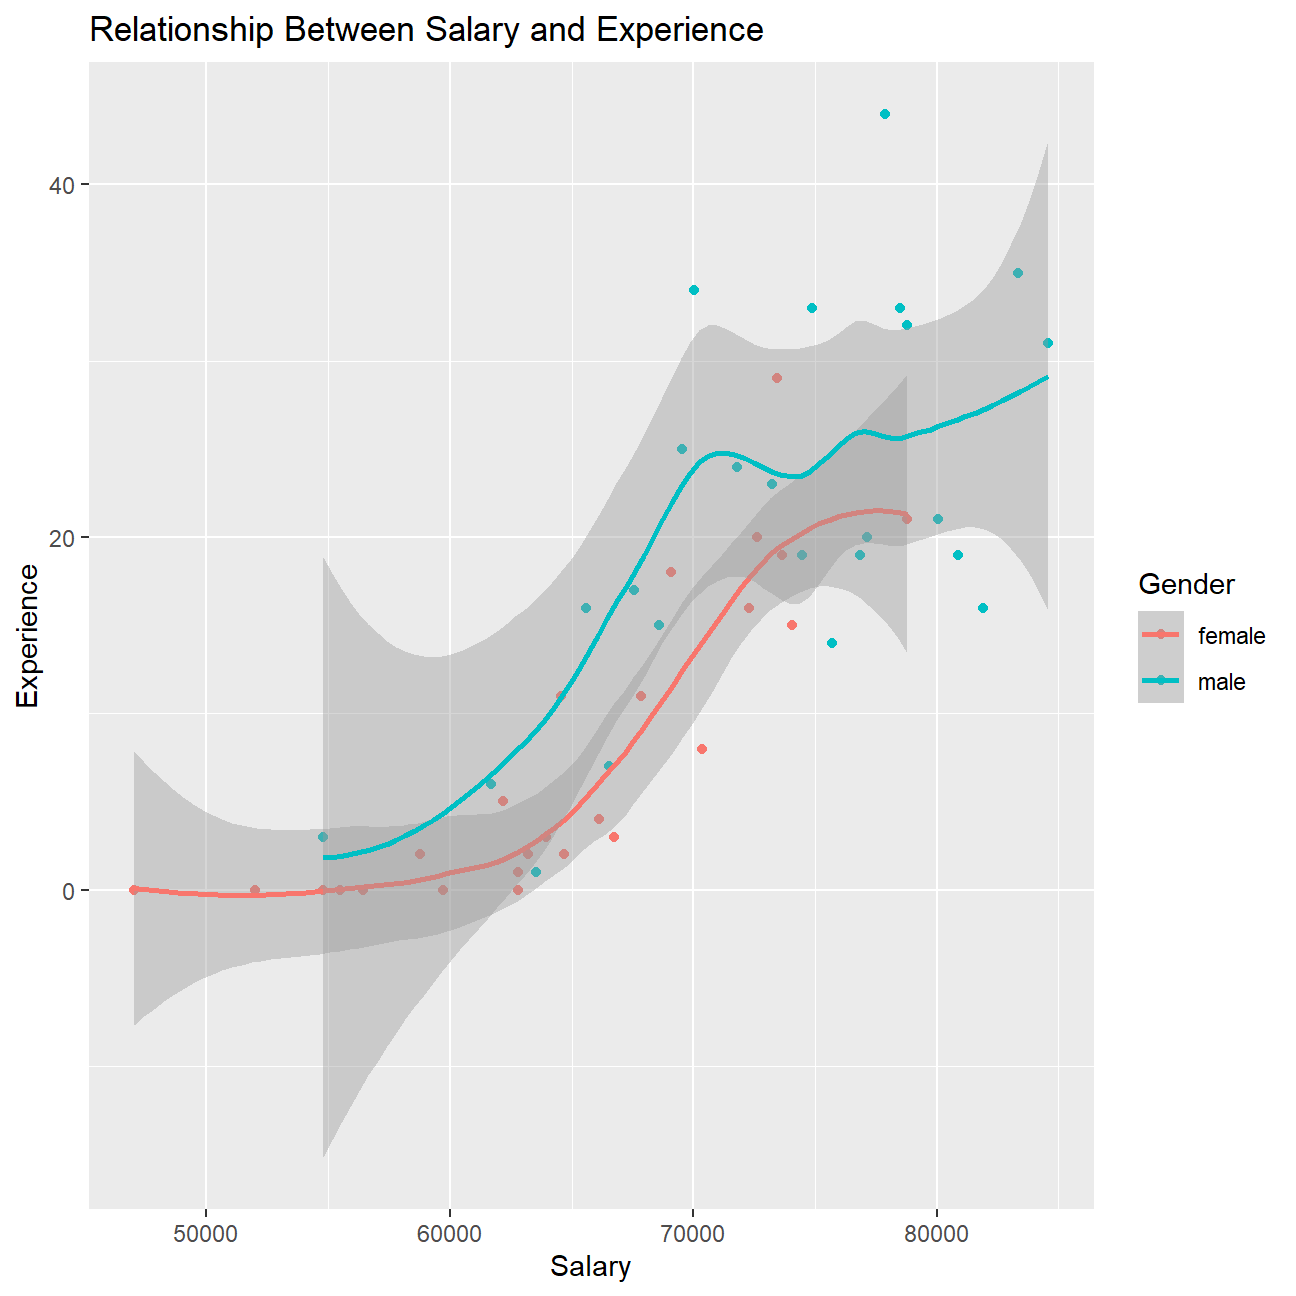 Relationship Between Salary and Experience
Experience
40
20
0
50000 60000 70000 80000
Salary
Gender
female
male